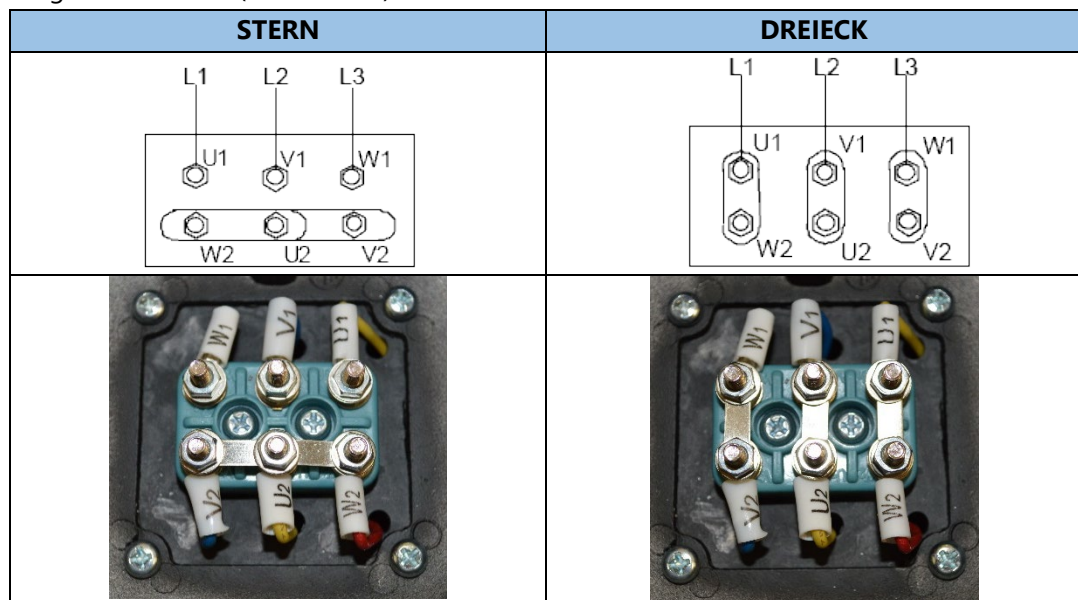 STERN
DREIECK
L1 L2 L3
U1 V1 W1
W2 U2 V2
L1 L2 L3
U1 V1 W1
W2 U2 V2
W1 V1 U1
V2 U2 W2
W1 V1 U1
V2 U2 W2